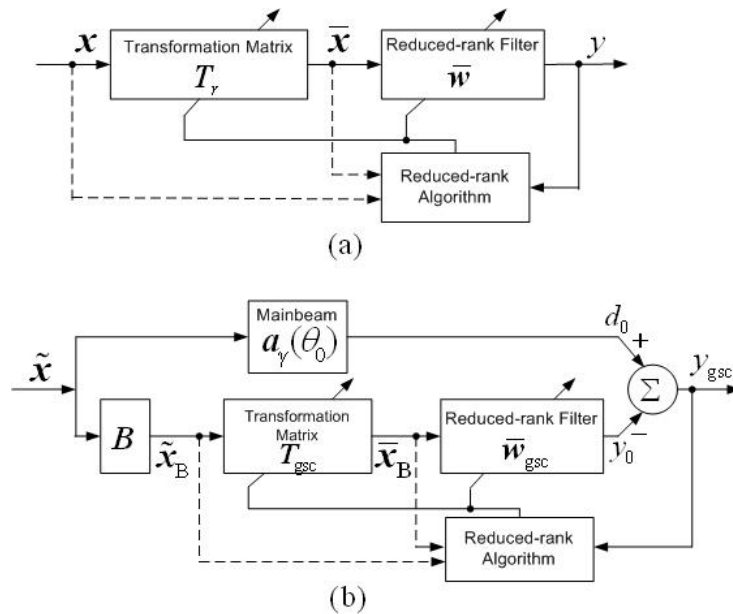 x
Transformation Matrix
T_r
x̄
Reduced-rank Filter
w̄
y
Reduced-rank
Algorithm
(a)
x̃
Mainbeam
a_γ(θ_0)
d_0
+
Σ
y_gsc
B
x̃_B
Transformation
Matrix
T_gsc
x̄_B
Reduced-rank Filter
w̄_gsc
y_0
−
Reduced-rank
Algorithm
(b)